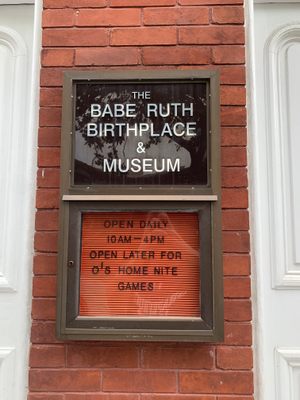 THE
BABE RUTH
BIRTHPLACE
&
MUSEUM
OPEN DAILY
10AM-4PM
OPEN LATER FOR
O'S HOME NITE
GAMES